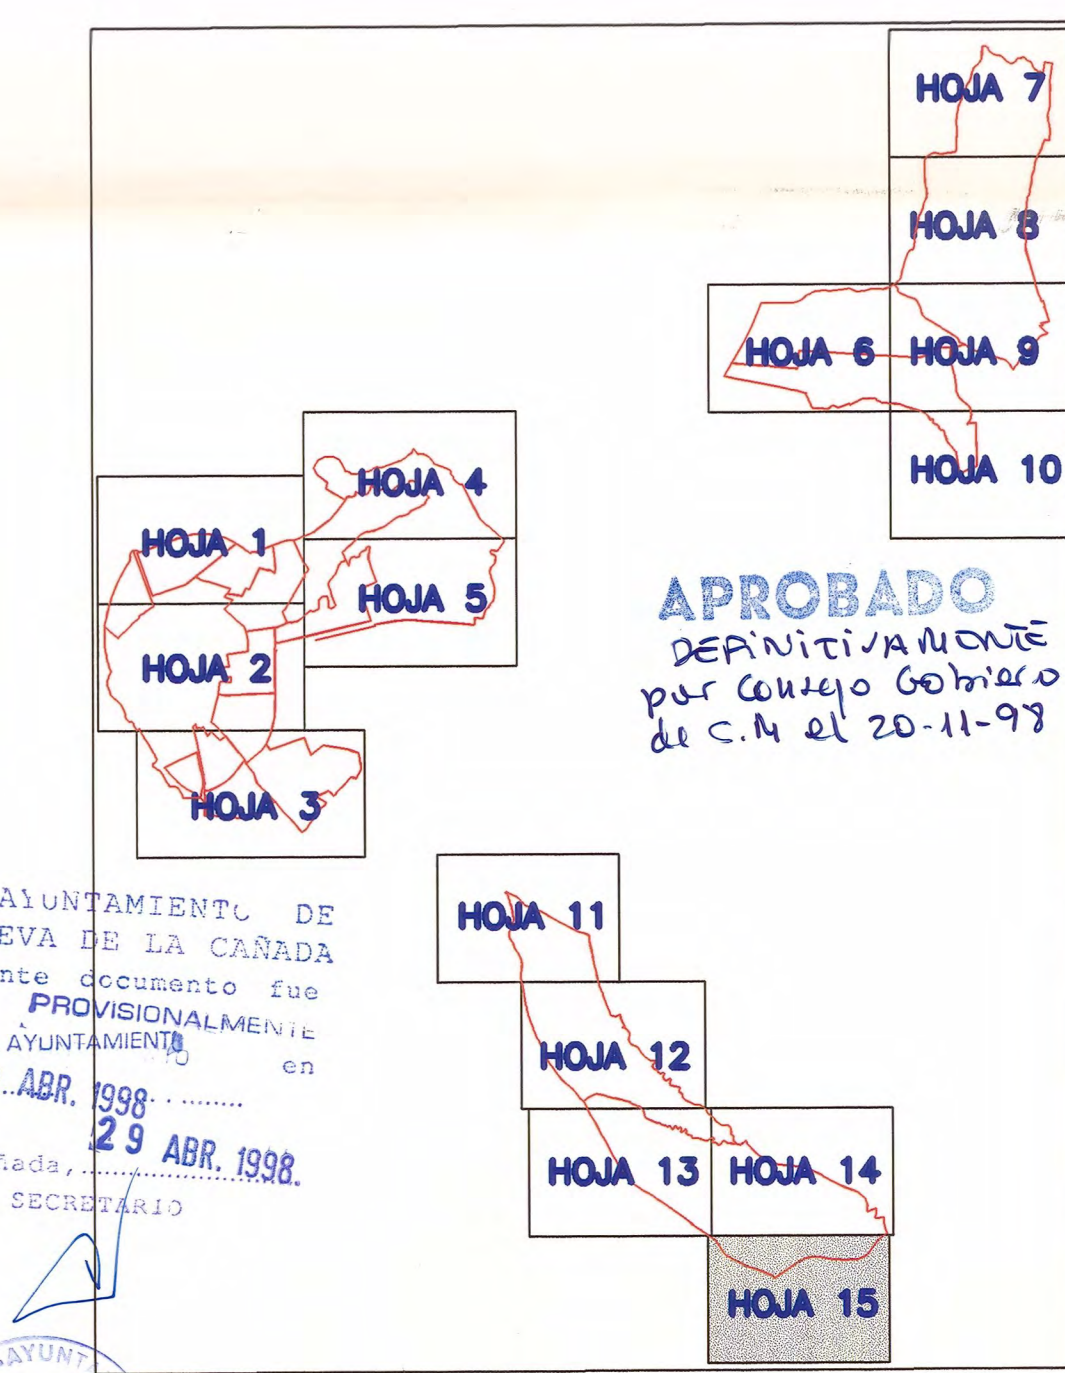 HOJA 7
HOJA 8
HOJA 6
HOJA 9
HOJA 10
HOJA 4
HOJA 1
HOJA 5
HOJA 2
HOJA 3
APROBADO
DEFINITIVAMENTE
por Consejo Gobierno
de C.M el 20-11-98
HOJA 11
HOJA 12
HOJA 13
HOJA 14
HOJA 15
AYUNTAMIENTO DE
EVA DE LA CAÑADA
nte documento fue
PROVISIONALMENTE
AYUNTAMIENTO
en
ABR. 1998
29 ABR. 1998.
ñada,
SECRETARIO
AYUNT